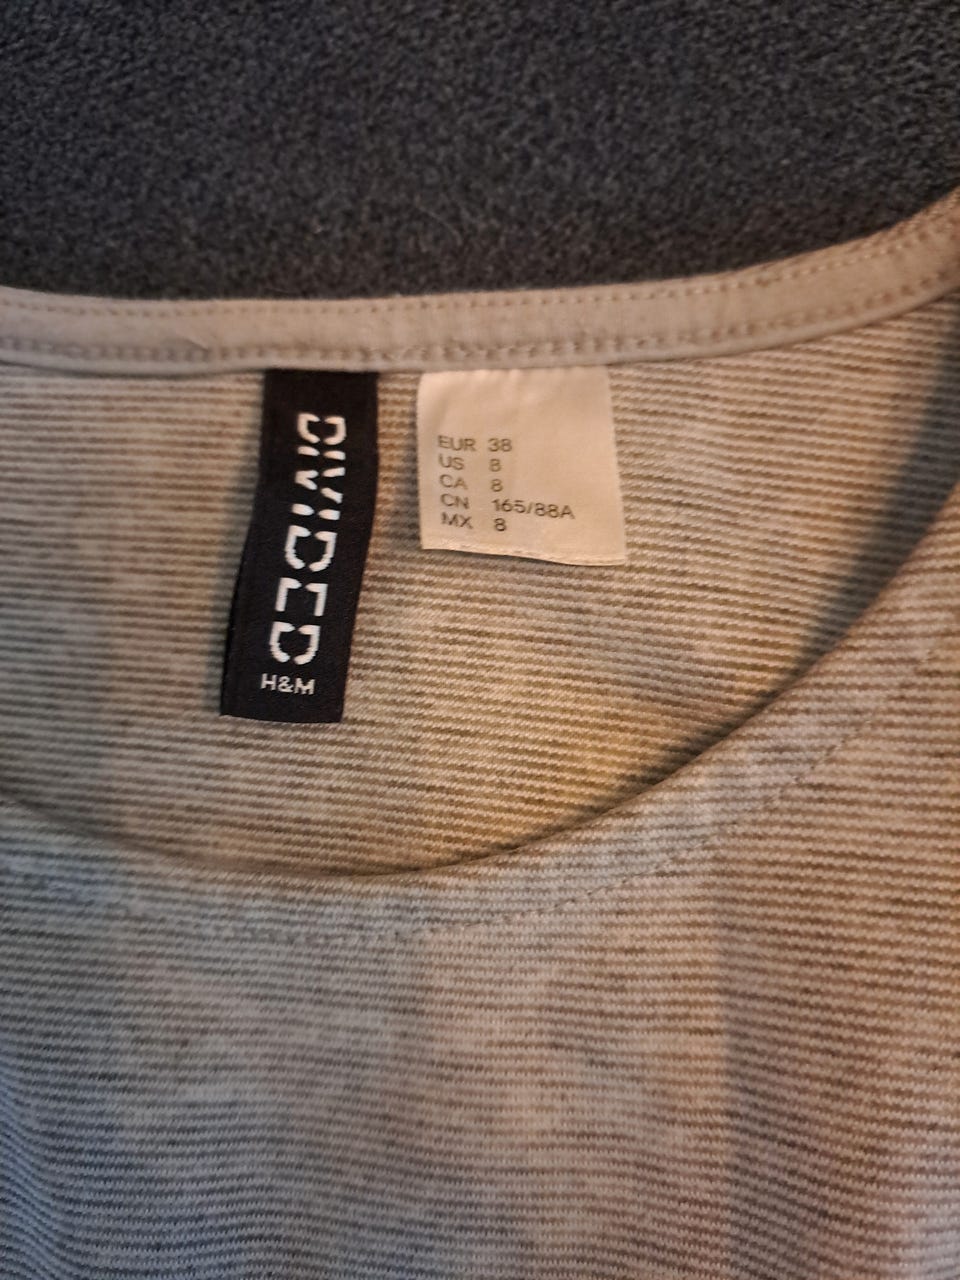 DIVIDED
H&M
EUR 38
US 8
CA 8
CN 165/88A
MX 8